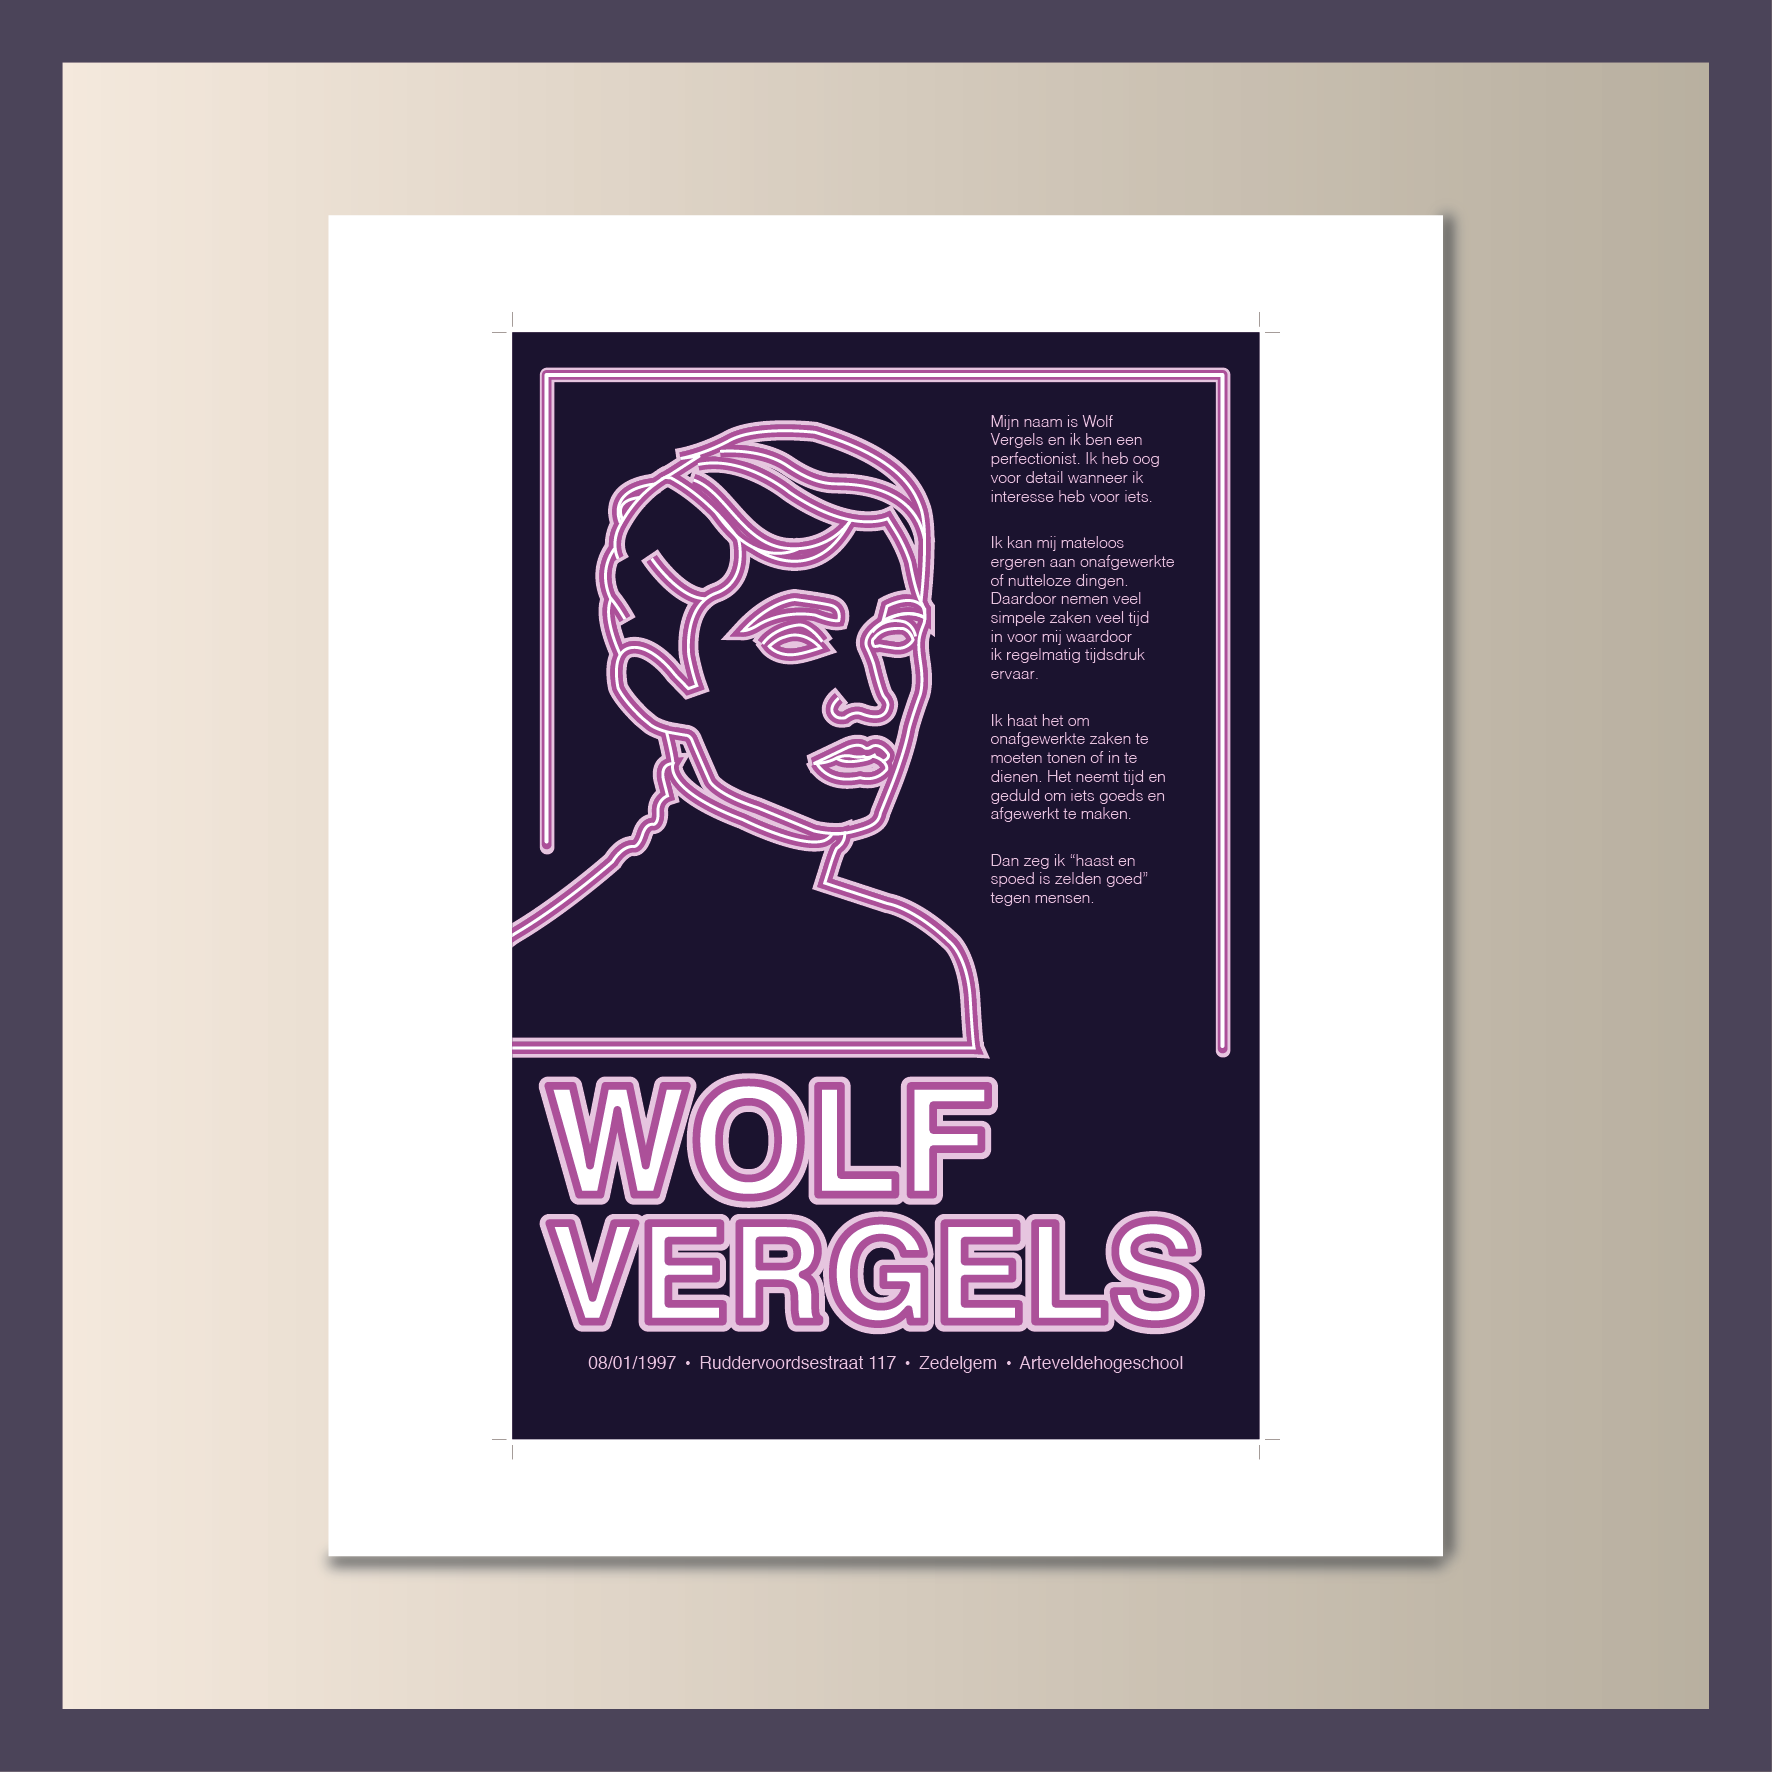 Mijn naam is Wolf
Vergels en ik ben een
perfectionist. Ik heb oog
voor detail wanneer ik
interesse heb voor iets.
Ik kan mij mateloos
ergeren aan onafgewerkte
of nutteloze dingen.
Daardoor nemen veel
simpele zaken veel tijd
in voor mij waardoor
ik regelmatig tijdsdruk
ervaar.
Ik haat het om
onafgewerkte zaken te
moeten tonen of in te
dienen. Het neemt tijd en
geduld om iets goeds en
afgewerkt te maken.
Dan zeg ik “haast en
spoed is zelden goed”
tegen mensen.
WOLF
VERGELS
08/01/1997 • Ruddervoordsestraat 117 • Zedelgem • Arteveldehogeschool